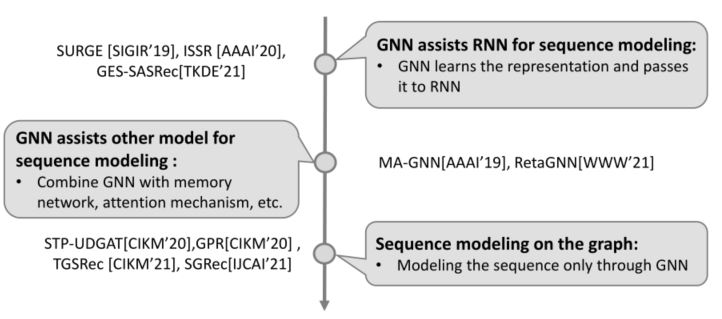 SURGE [SIGIR’19], ISSR [AAAI’20],
GES-SASRec[TKDE’21]
GNN assists RNN for sequence modeling:
• GNN learns the representation and passes
it to RNN
GNN assists other model for
sequence modeling :
• Combine GNN with memory
network, attention mechanism, etc.
MA-GNN[AAAI’19], RetaGNN[WWW’21]
STP-UDGAT[CIKM’20],GPR[CIKM’20] ,
TGSRec [CIKM’21], SGRec[IJCAI’21]
Sequence modeling on the graph:
• Modeling the sequence only through GNN